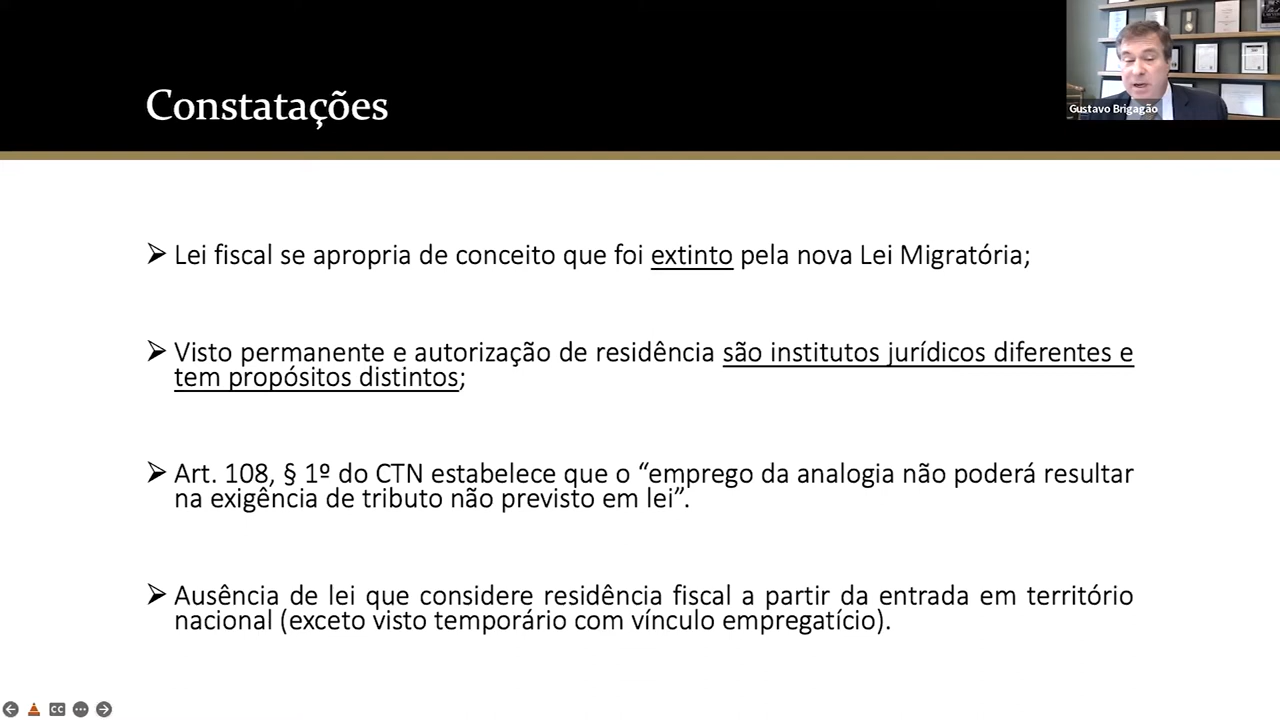 Constatações
Gustavo Brigagão
Lei fiscal se apropria de conceito que foi extinto pela nova Lei Migratória;
Visto permanente e autorização de residência são institutos jurídicos diferentes e
tem propósitos distintos;
Art. 108, § 1º do CTN estabelece que o “emprego da analogia não poderá resultar
na exigência de tributo não previsto em lei”.
Ausência de lei que considere residência fiscal a partir da entrada em território
nacional (exceto visto temporário com vínculo empregatício).
CC